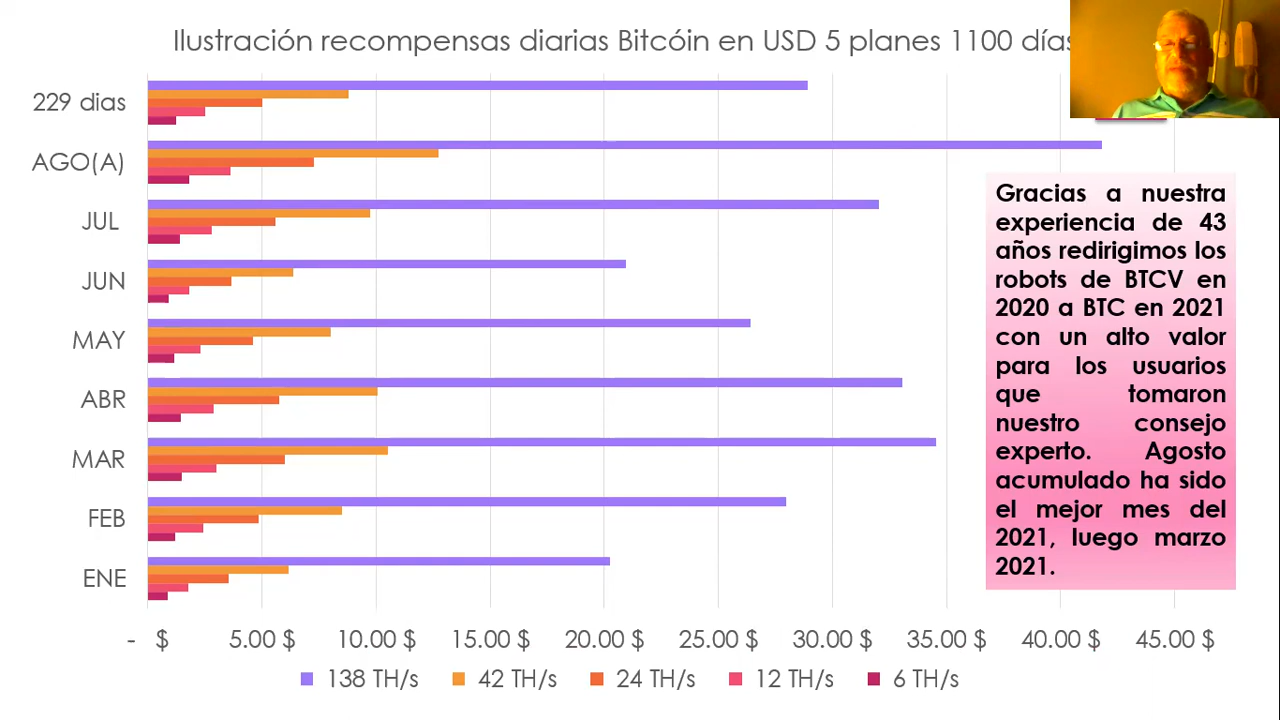 Ilustración recompensas diarias Bitcóin en USD 5 planes 1100 días
229 dias
AGO(A)
JUL
JUN
MAY
ABR
MAR
FEB
ENE
- $ 5.00 $ 10.00 $ 15.00 $ 20.00 $ 25.00 $ 30.00 $ 35.00 $ 40.00 $ 45.00 $
138 TH/s 42 TH/s 24 TH/s 12 TH/s 6 TH/s
Gracias a nuestra
experiencia de 43
años redirigimos los
robots de BTCV en
2020 a BTC en 2021
con un alto valor
para los usuarios
que tomaron
nuestro consejo
experto. Agosto
acumulado ha sido
el mejor mes del
2021, luego marzo
2021.